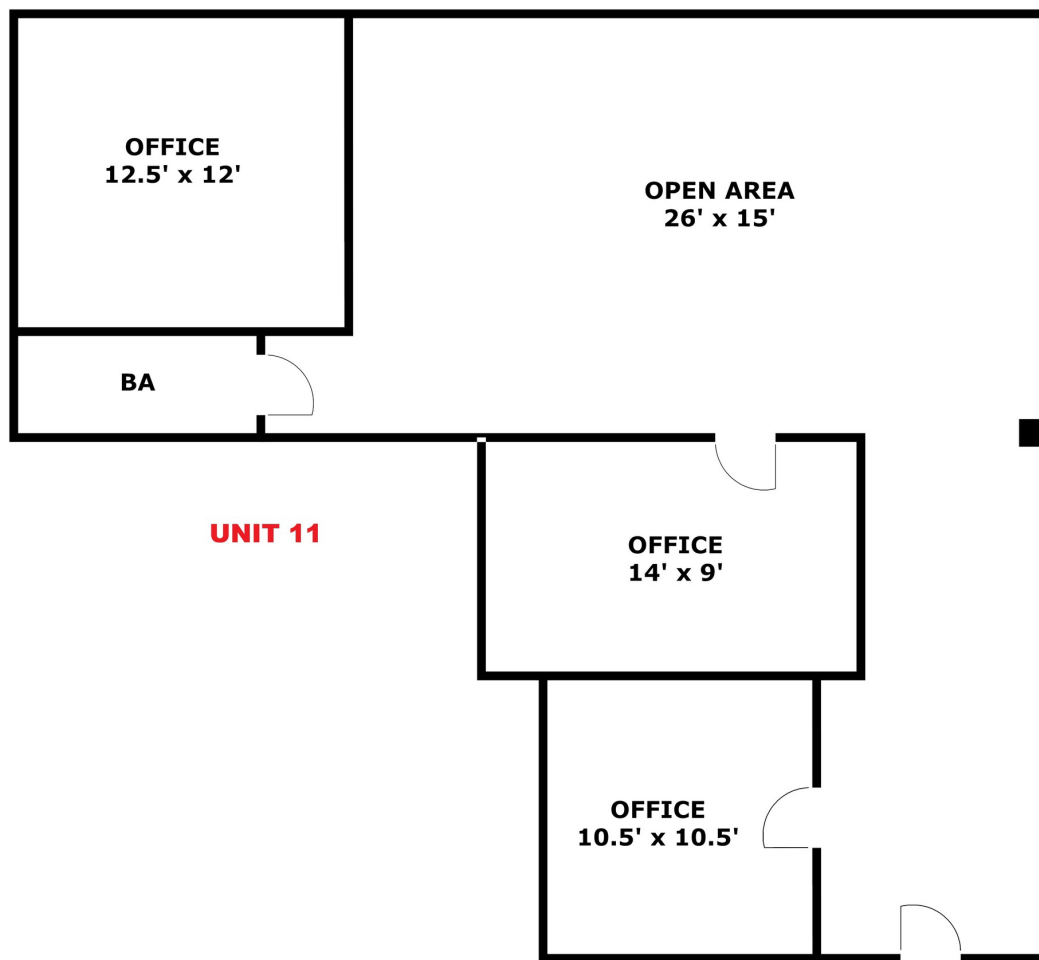 OFFICE
12.5' x 12'
OPEN AREA
26' x 15'
BA
UNIT 11
OFFICE
14' x 9'
OFFICE
10.5' x 10.5'